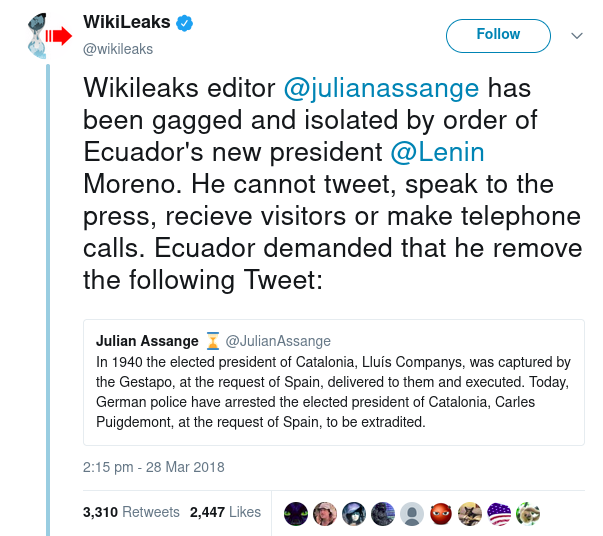 WikiLeaks
@wikileaks
Follow
Wikileaks editor @julianassange has
been gagged and isolated by order of
Ecuador's new president @Lenin
Moreno. He cannot tweet, speak to the
press, recieve visitors or make telephone
calls. Ecuador demanded that he remove
the following Tweet:
Julian Assange ⏳ @JulianAssange
In 1940 the elected president of Catalonia, Lluís Companys, was captured by
the Gestapo, at the request of Spain, delivered to them and executed. Today,
German police have arrested the elected president of Catalonia, Carles
Puigdemont, at the request of Spain, to be extradited.
2:15 pm - 28 Mar 2018
3,310 Retweets 2,447 Likes